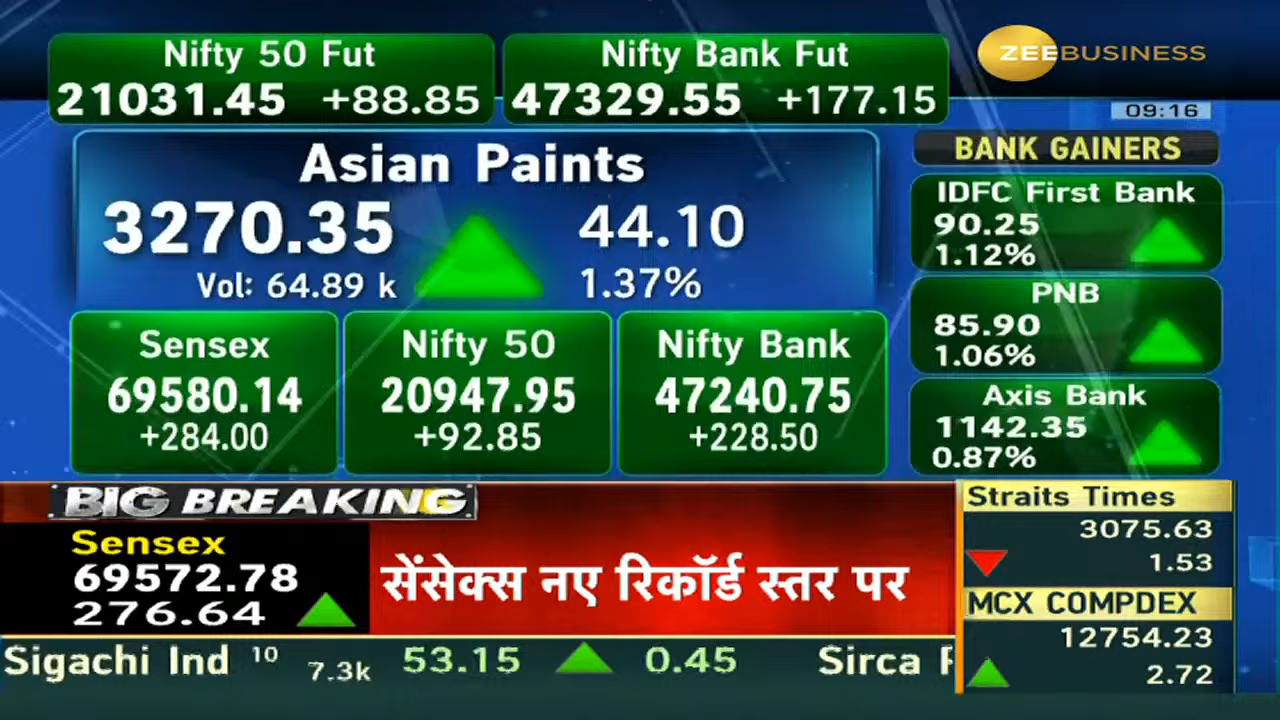 Nifty 50 Fut
21031.45 +88.85
Nifty Bank Fut
47329.55 +177.15
ZEEBUSINESS
09:16
Asian Paints
3270.35 44.10
Vol: 64.89 k 1.37%
BANK GAINERS
IDFC First Bank
90.25
1.12%
PNB
85.90
1.06%
Axis Bank
1142.35
0.87%
Sensex
69580.14
+284.00
Nifty 50
20947.95
+92.85
Nifty Bank
47240.75
+228.50
BIG BREAKING
Sensex
69572.78
276.64
सेंसेक्स नए रिकॉर्ड स्तर पर
Straits Times
3075.63
1.53
MCX COMPDEX
12754.23
2.72
Sigachi Ind 10 7.3k 53.15 0.45 Sirca